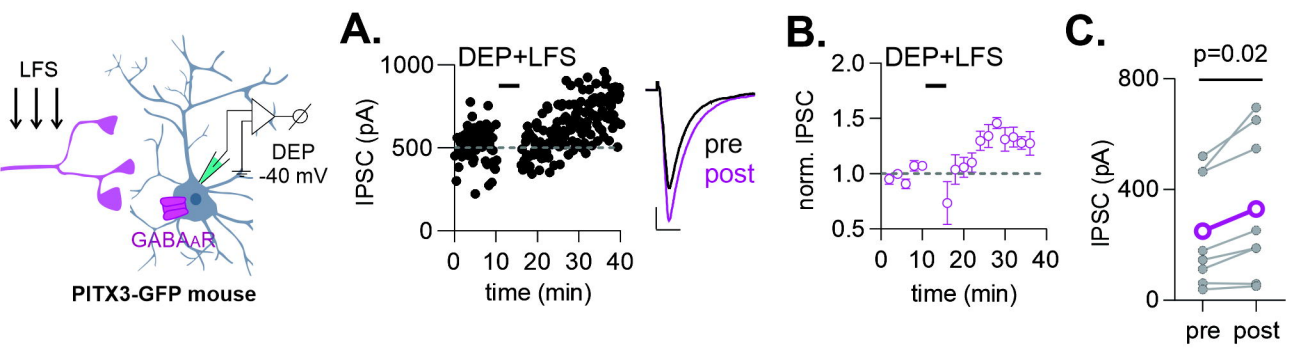 LFS
DEP
-40 mV
GABAAR
PITX3-GFP mouse
A.
DEP+LFS
1000
500
0
IPSC (pA)
0 10 20 30 40
time (min)
pre
post
B.
DEP+LFS
2.0
1.5
1.0
0.5
norm. IPSC
0 10 20 30 40
time (min)
C.
p=0.02
800
400
0
IPSC (pA)
pre post